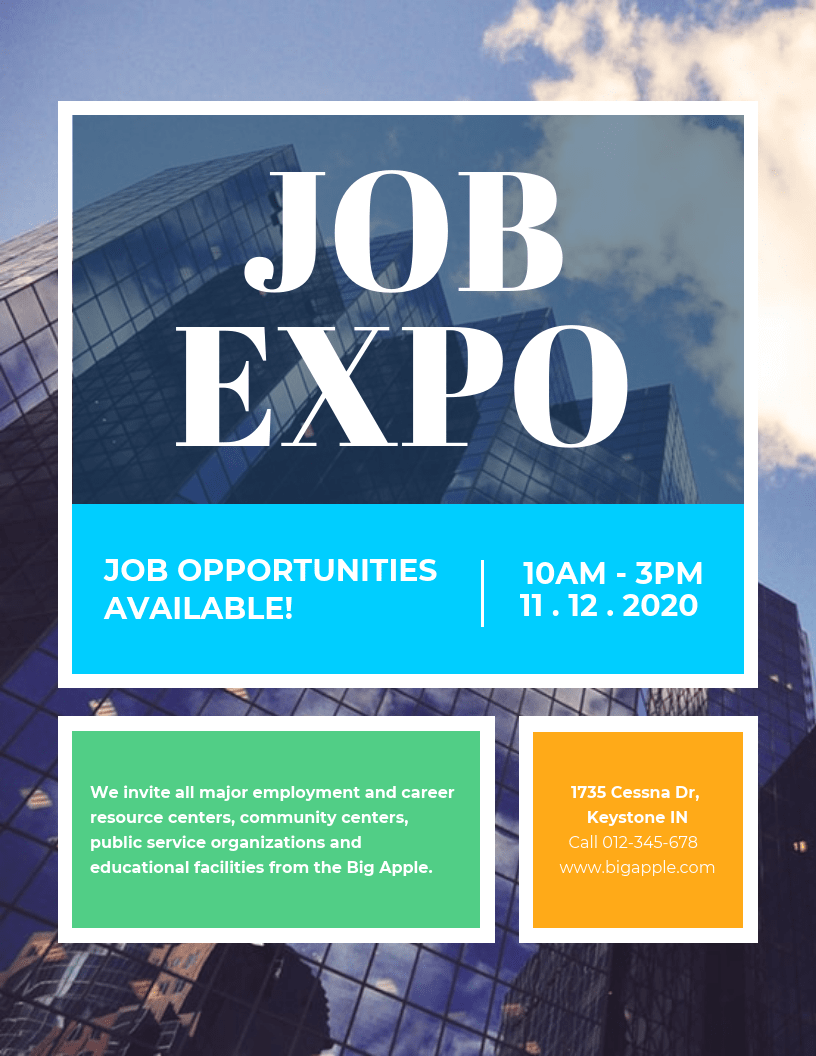 JOB
EXPO
JOB OPPORTUNITIES
AVAILABLE!
10AM - 3PM
11 . 12 . 2020
We invite all major employment and career
resource centers, community centers,
public service organizations and
educational facilities from the Big Apple.
1735 Cessna Dr,
Keystone IN
Call 012-345-678
www.bigapple.com